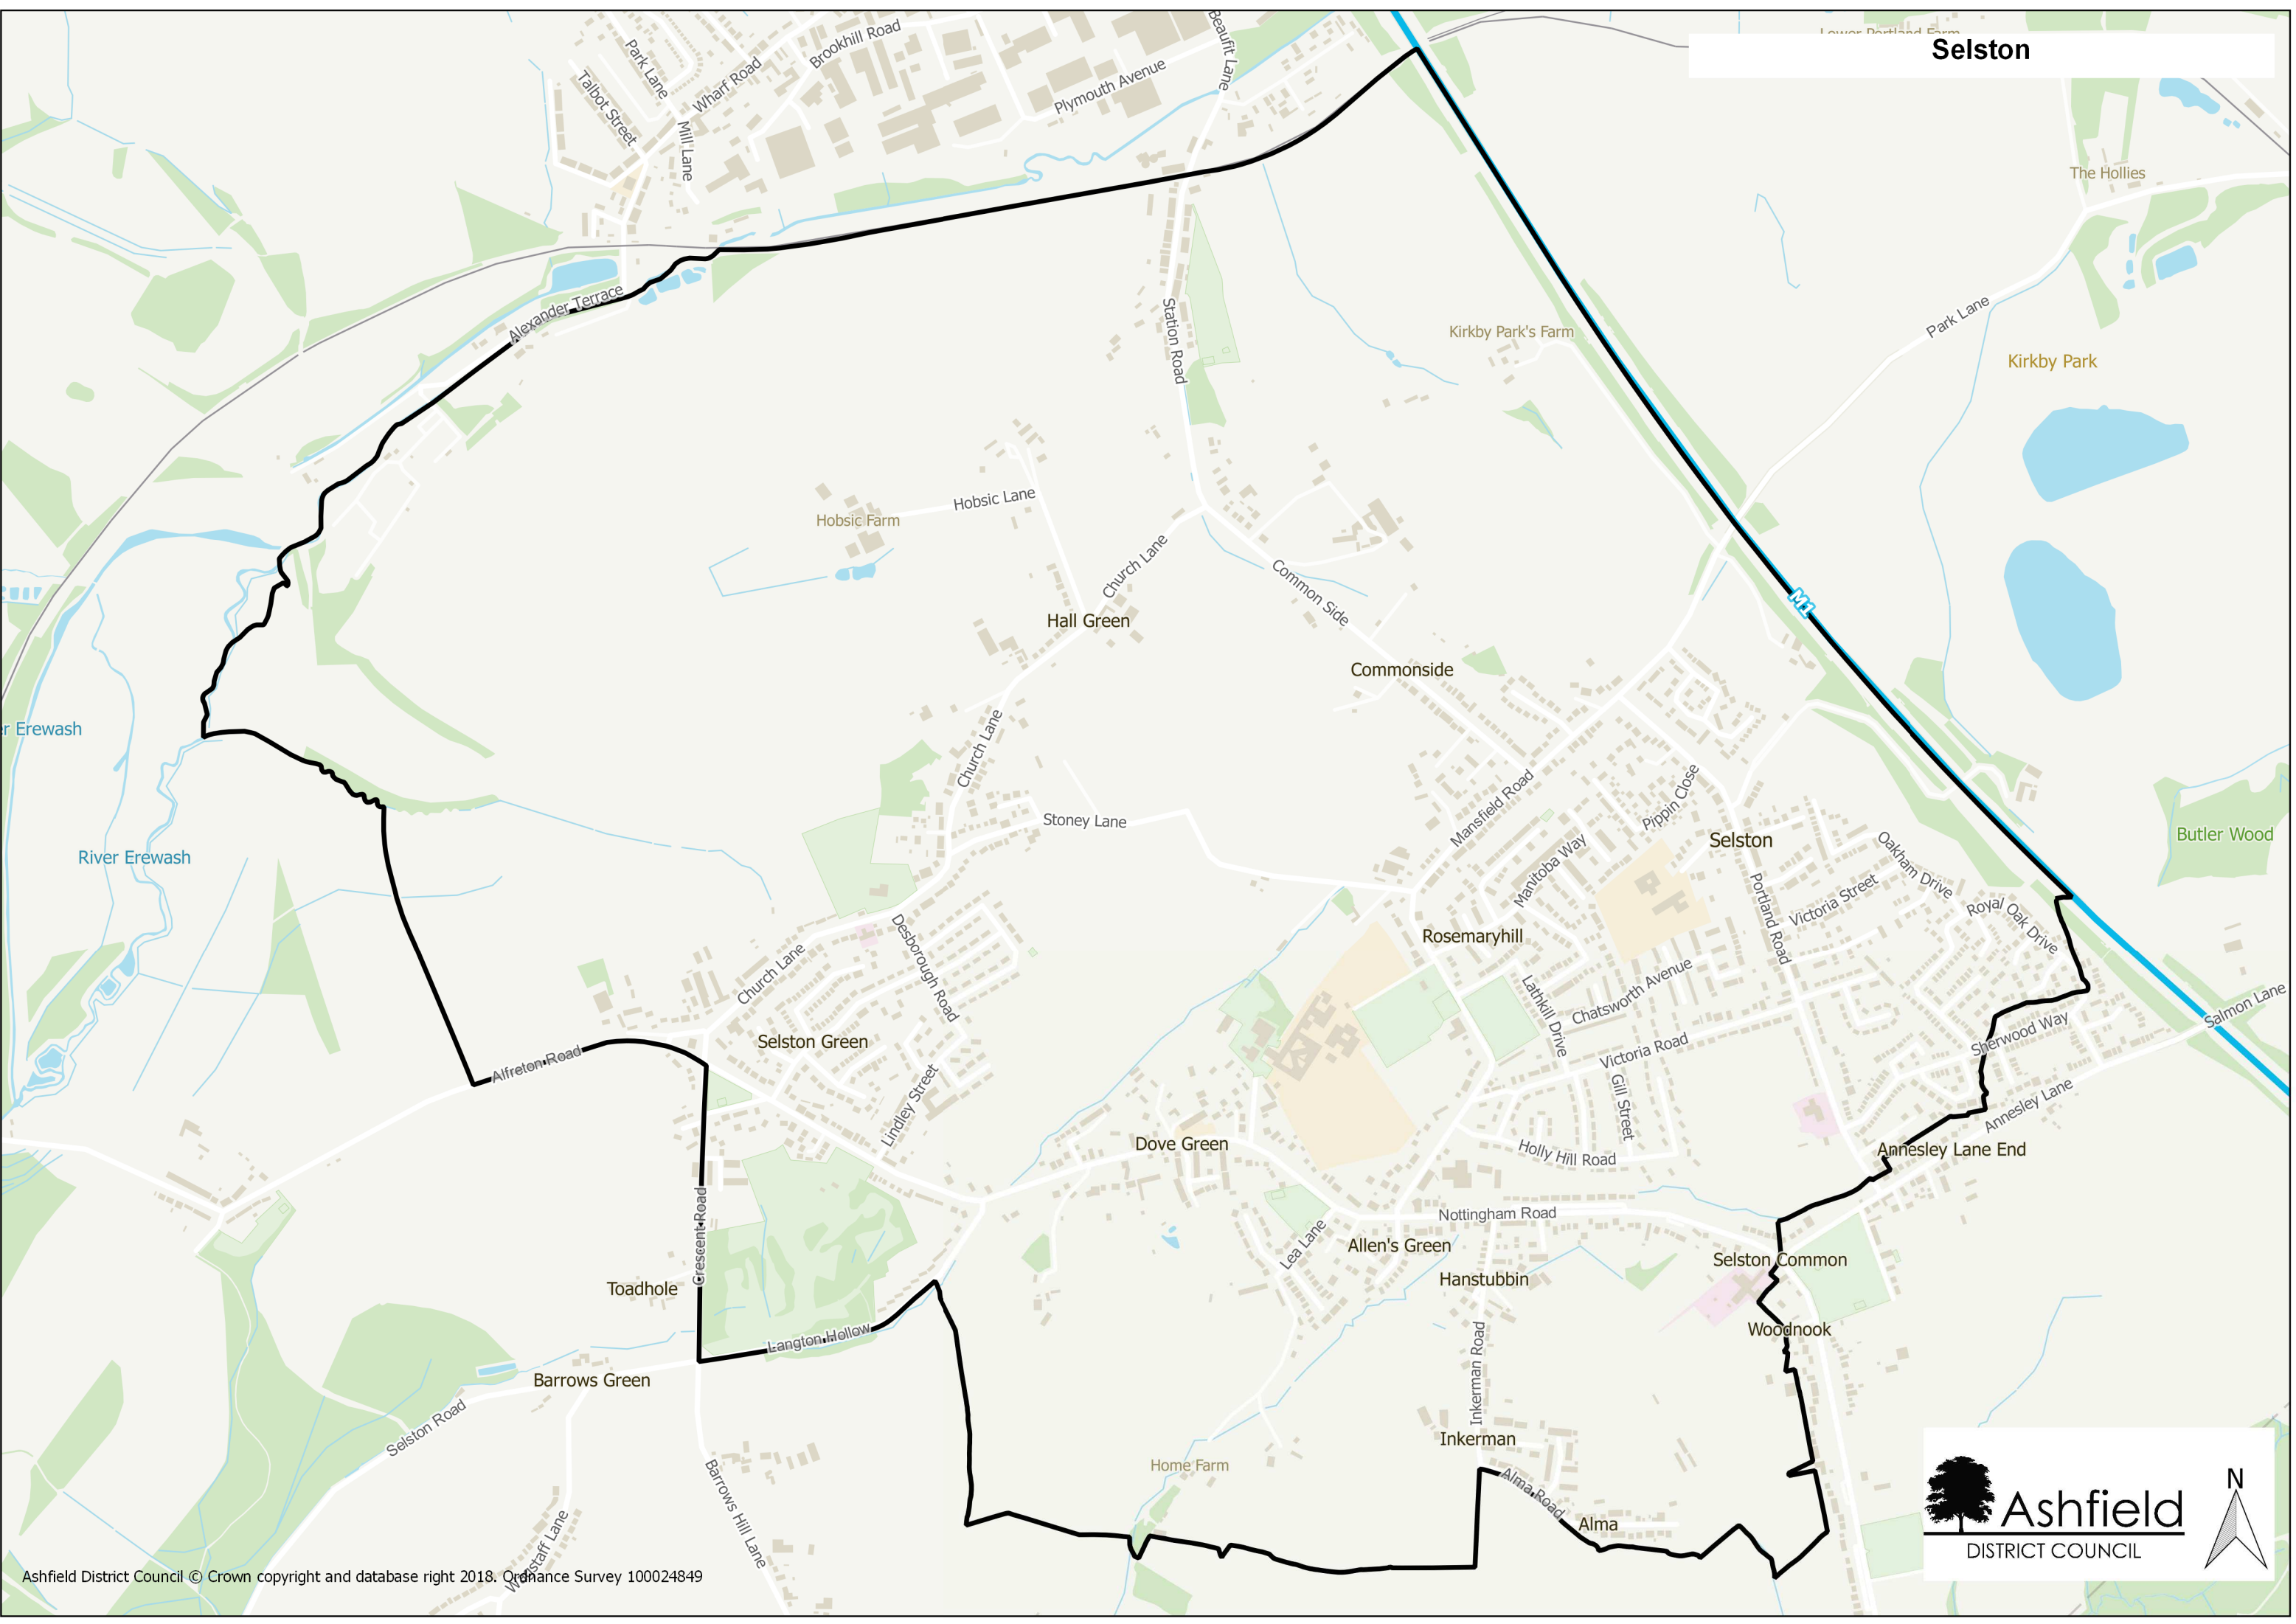 Selston
Lower Portland Farm
Beaufit Lane
Brookhill Road
Park Lane
Wharf Road
Plymouth Avenue
Talbot Street
Mill Lane
The Hollies
Alexander Terrace
Station Road
Kirkby Park's Farm
Park Lane
Kirkby Park
Hobsic Lane
Hobsic Farm
Church Lane
Common Side
M1
Hall Green
Commonside
er Erewash
Church Lane
Mansfield Road
Pippin Close
Stoney Lane
Selston
Butler Wood
River Erewash
Manitoba Way
Oakham Drive
Victoria Street
Portland Road
Royal Oak Drive
Rosemaryhill
Desborough Road
Church Lane
Lathkill Drive
Chatsworth Avenue
Salmon Lane
Selston Green
Sherwood Way
Victoria Road
Alfreton Road
Gill Street
Lindley Street
Annesley Lane
Dove Green
Holly Hill Road
Annesley Lane End
Crescent Road
Nottingham Road
Lea Lane
Allen's Green
Selston Common
Toadhole
Hanstubbin
Langton Hollow
Woodnook
Barrows Green
Inkerman Road
Selston Road
Inkerman
Home Farm
Barrows Hill Lane
Alma Road
Alma
Wagstaff Lane
N
Ashfield
DISTRICT COUNCIL
Ashfield District Council © Crown copyright and database right 2018. Ordnance Survey 100024849